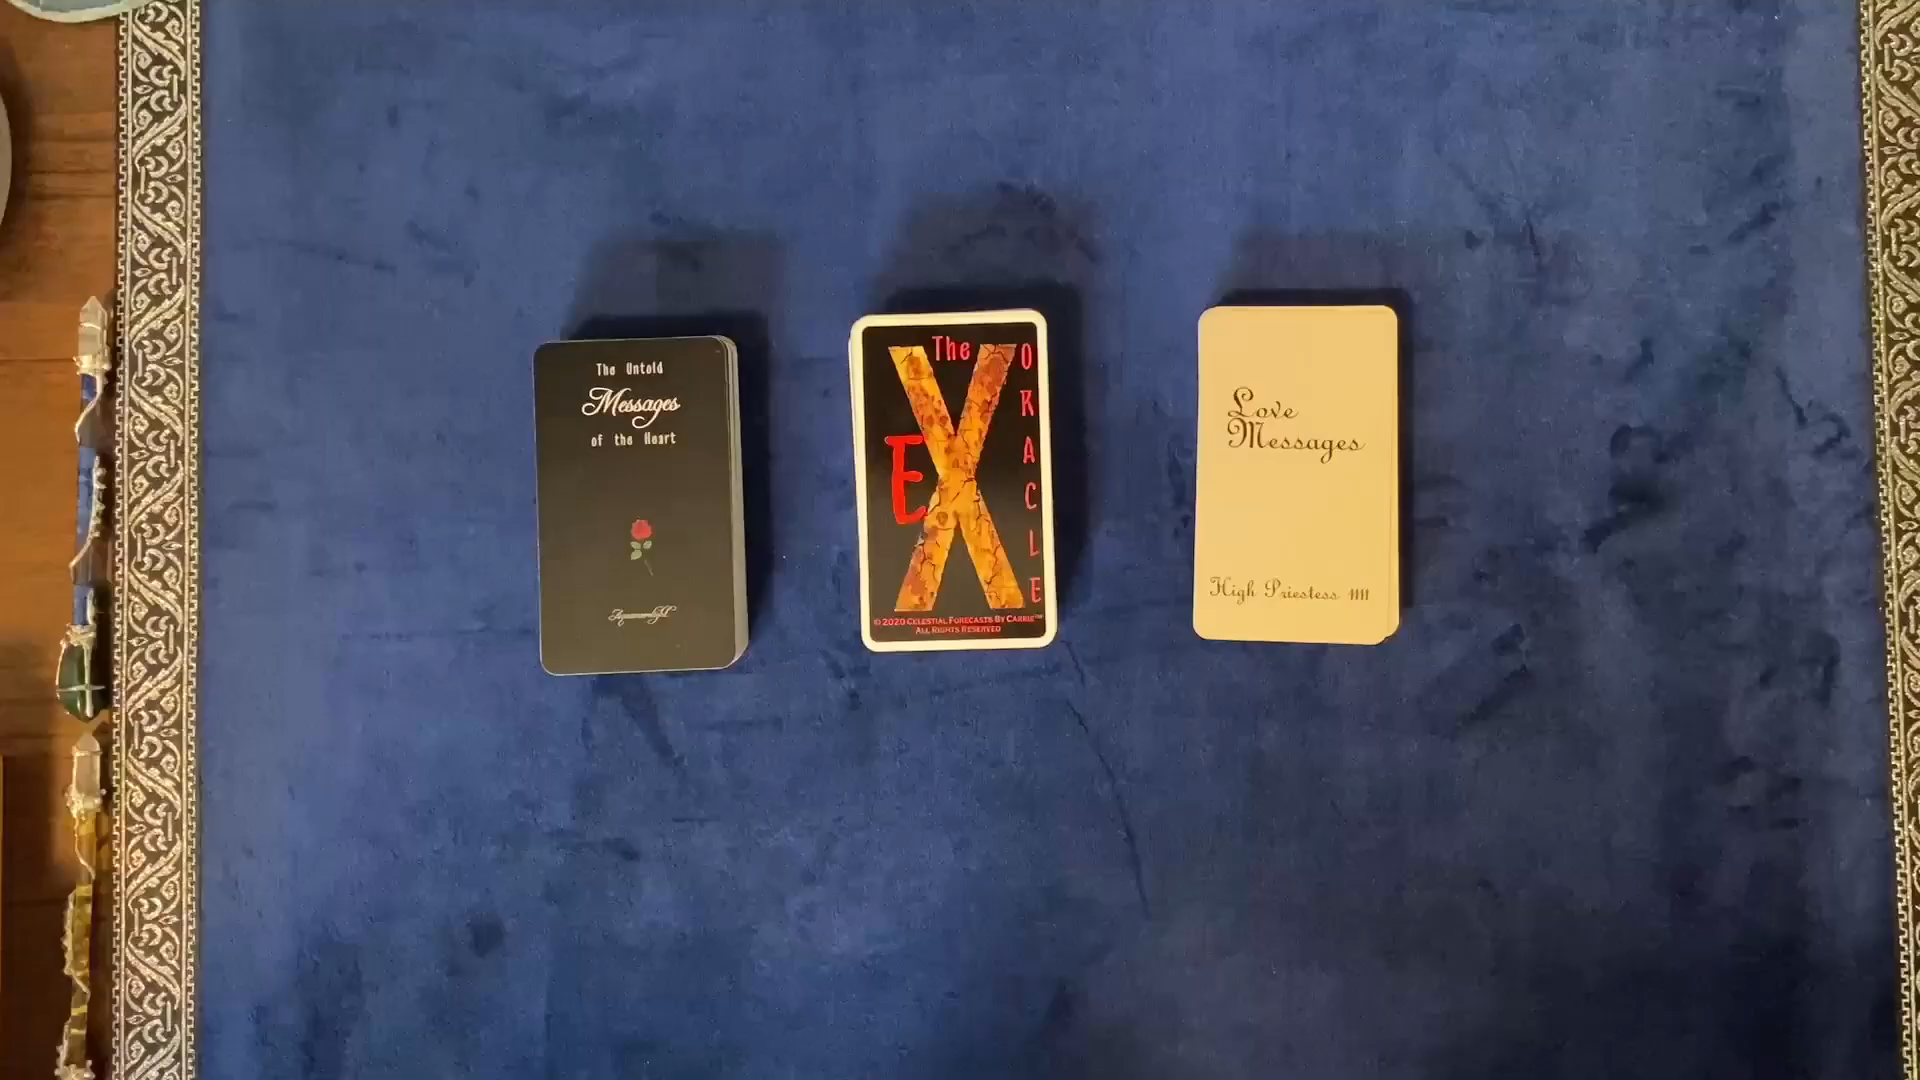 The Untold
Messages
of the Heart
The
EX
ORACLE
© 2020 CELESTIAL FORECASTS BY CARRIE™
ALL RIGHTS RESERVED
Love
Messages
High Priestess 1111